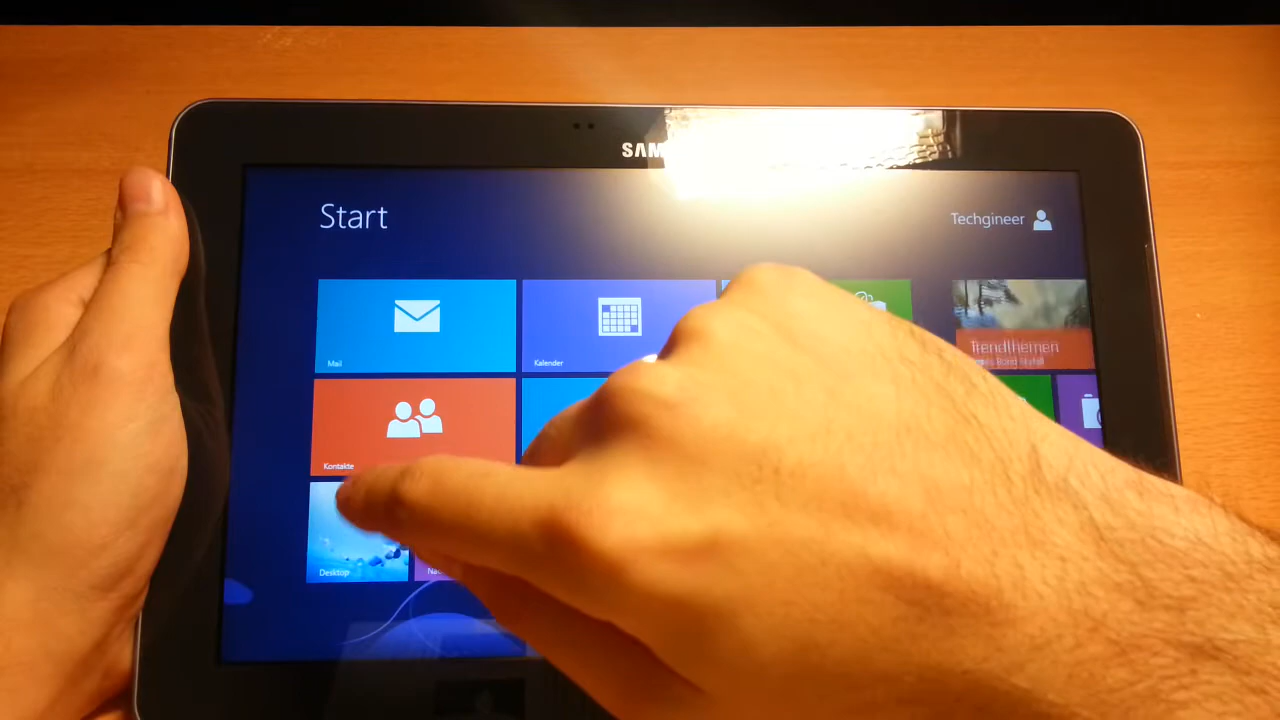 SAM
Start
Techgineer
Mail
Kalender
Trendthemen
Kontakte
Desktop